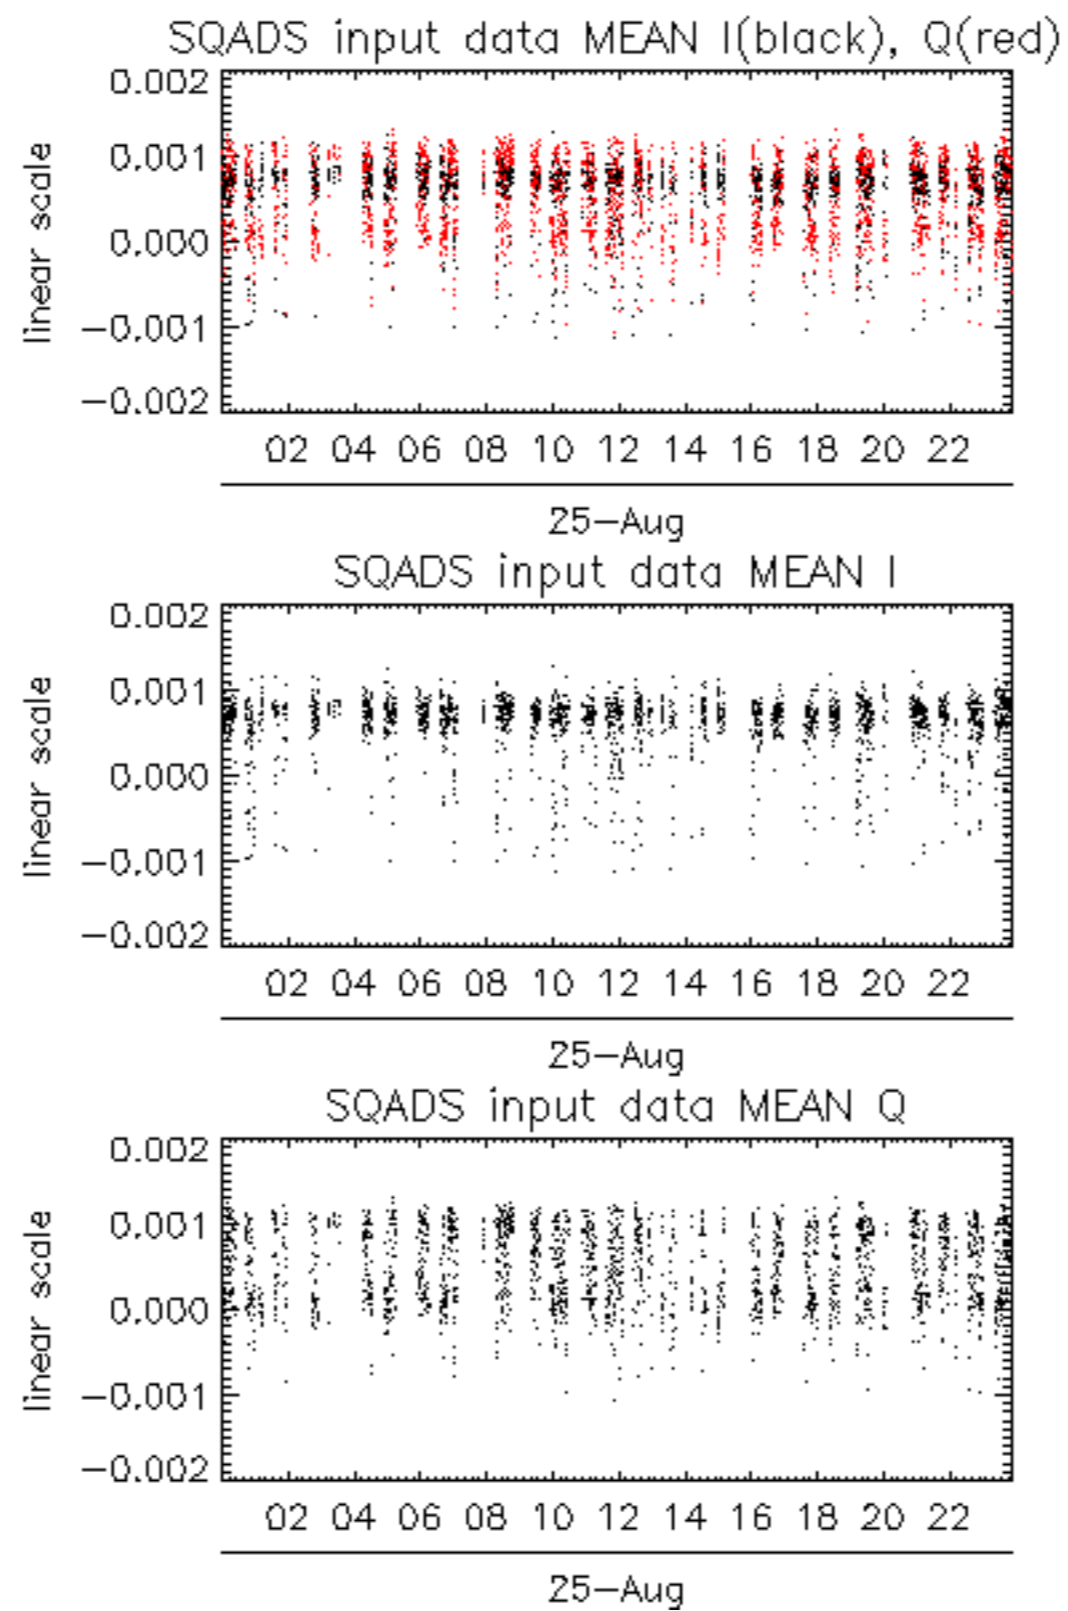 SQADS input data MEAN I(black), Q(red)
linear scale
0.002
0.001
0.000
−0.001
−0.002
02 04 06 08 10 12 14 16 18 20 22
25−Aug
SQADS input data MEAN I
linear scale
0.002
0.001
0.000
−0.001
−0.002
02 04 06 08 10 12 14 16 18 20 22
25−Aug
SQADS input data MEAN Q
linear scale
0.002
0.001
0.000
−0.001
−0.002
02 04 06 08 10 12 14 16 18 20 22
25−Aug